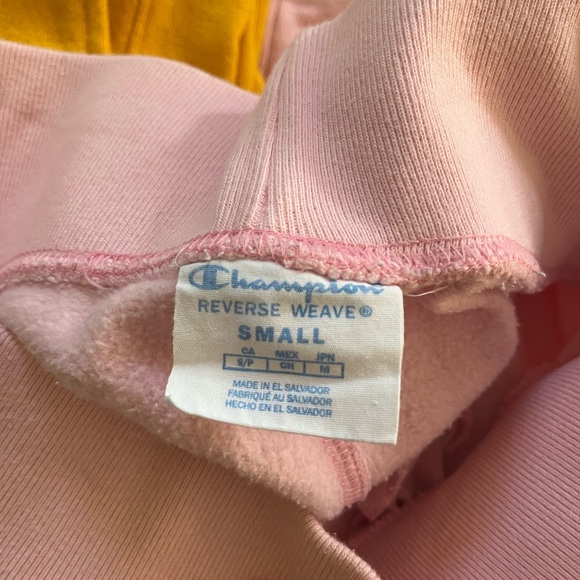 Champion
REVERSE WEAVE®
SMALL
CA MEX JPN
S/P CH M
MADE IN EL SALVADOR
FABRIQUÉ AU SALVADOR
HECHO EN EL SALVADOR